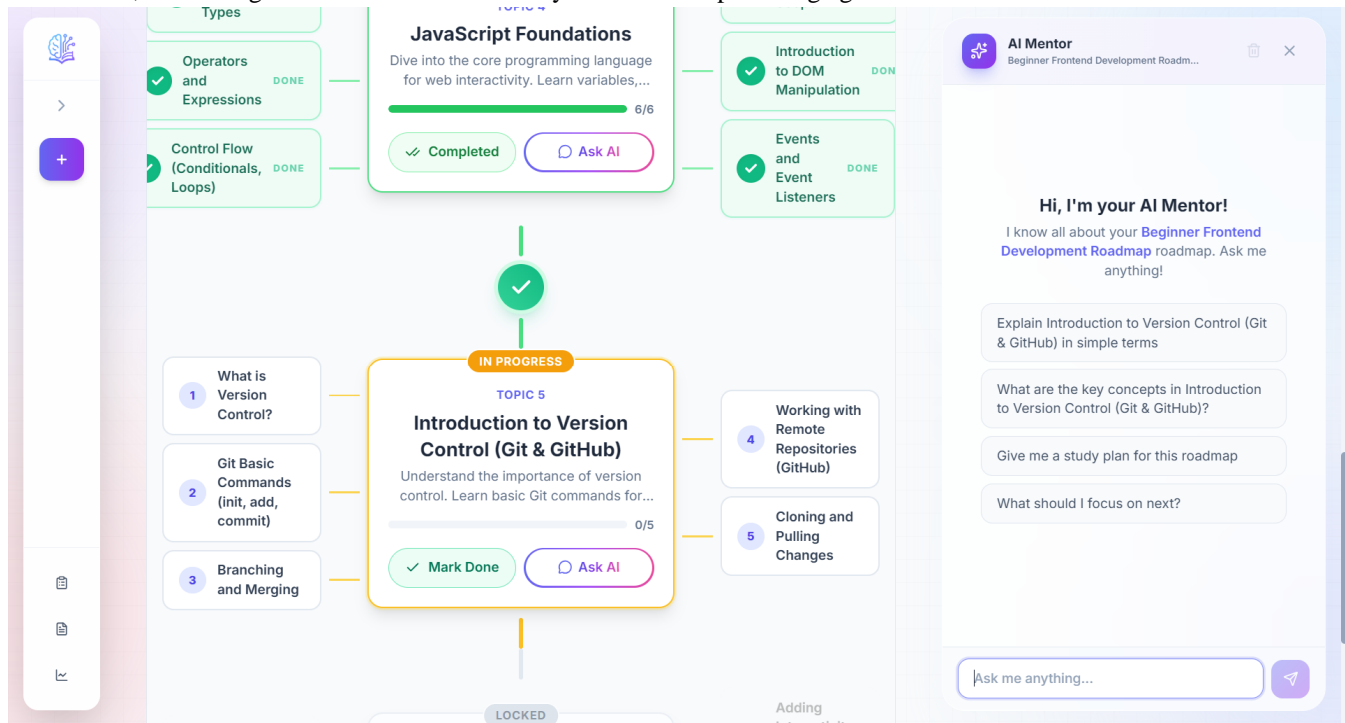 Types
TOPIC 4
JavaScript Foundations
Dive into the core programming language
for web interactivity. Learn variables,...
6/6
Completed
Ask AI
Operators
and
Expressions
DONE
Control Flow
(Conditionals,
Loops)
DONE
Introduction
to DOM
Manipulation
DON
Events
and
Event
Listeners
DONE
IN PROGRESS
TOPIC 5
Introduction to Version
Control (Git & GitHub)
Understand the importance of version
control. Learn basic Git commands for...
0/5
Mark Done
Ask AI
1
What is
Version
Control?
2
Git Basic
Commands
(init, add,
commit)
3
Branching
and Merging
4
Working with
Remote
Repositories
(GitHub)
5
Cloning and
Pulling
Changes
LOCKED
Adding
AI Mentor
Beginner Frontend Development Roadm...
Hi, I'm your AI Mentor!
I know all about your Beginner Frontend
Development Roadmap roadmap. Ask me
anything!
Explain Introduction to Version Control (Git
& GitHub) in simple terms
What are the key concepts in Introduction
to Version Control (Git & GitHub)?
Give me a study plan for this roadmap
What should I focus on next?
Ask me anything...